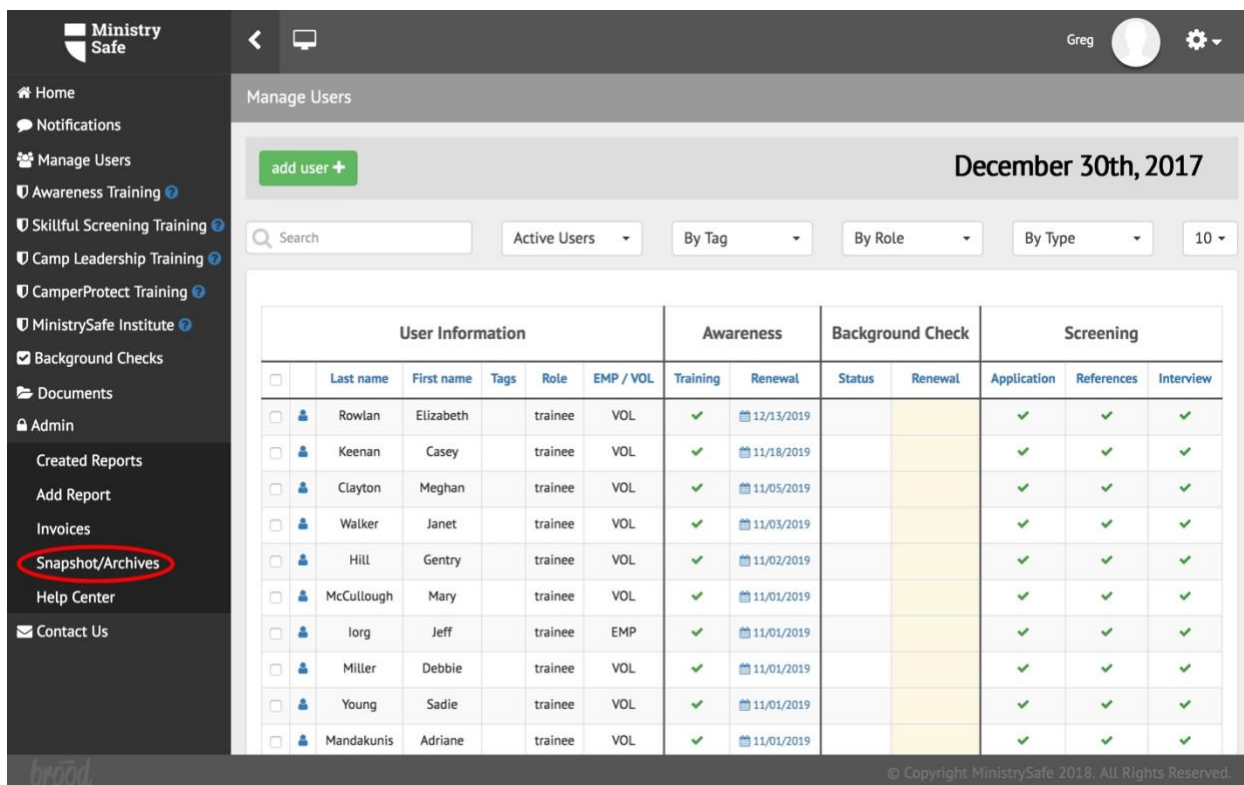 Ministry
Safe
Greg
Home
Notifications
Manage Users
Awareness Training ?
Skillful Screening Training ?
Camp Leadership Training ?
CamperProtect Training ?
MinistrySafe Institute ?
Background Checks
Documents
Admin
Created Reports
Add Report
Invoices
Snapshot/Archives
Help Center
Contact Us
Manage Users
add user + December 30th, 2017
Search Active Users By Tag By Role By Type 10
User Information Awareness Background Check Screening
Last name First name Tags Role EMP / VOL Training Renewal Status Renewal Application References Interview
Rowlan Elizabeth trainee VOL ✓ 12/13/2019 ✓ ✓ ✓
Keenan Casey trainee VOL ✓ 11/18/2019 ✓ ✓ ✓
Clayton Meghan trainee VOL ✓ 11/05/2019 ✓ ✓ ✓
Walker Janet trainee VOL ✓ 11/03/2019 ✓ ✓ ✓
Hill Gentry trainee VOL ✓ 11/02/2019 ✓ ✓ ✓
McCullough Mary trainee VOL ✓ 11/01/2019 ✓ ✓ ✓
Iorg Jeff trainee EMP ✓ 11/01/2019 ✓ ✓ ✓
Miller Debbie trainee VOL ✓ 11/01/2019 ✓ ✓ ✓
Young Sadie trainee VOL ✓ 11/01/2019 ✓ ✓ ✓
Mandakunis Adriane trainee VOL ✓ 11/01/2019 ✓ ✓ ✓
brood © Copyright MinistrySafe 2018. All Rights Reserved.